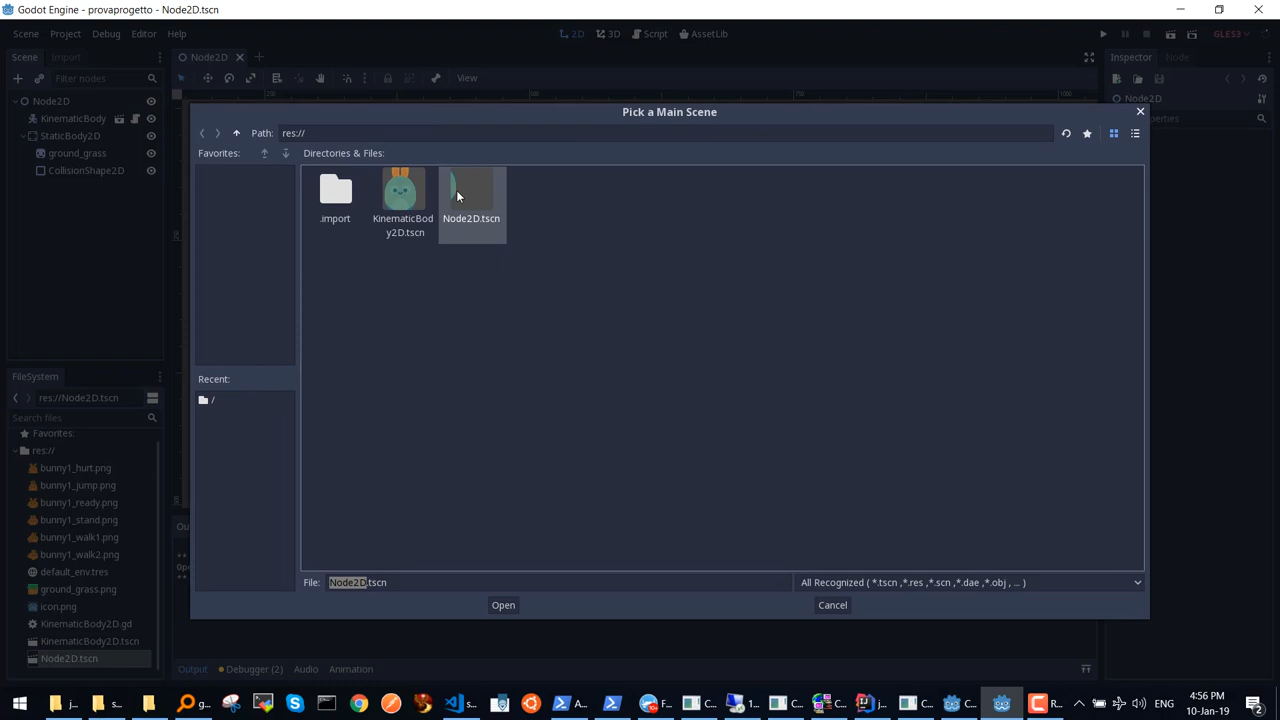 Godot Engine - provaprogetto - Node2D.tscn
Scene Project Debug Editor Help
2D 3D Script AssetLib
GLES3
Scene Import
Node2D
Inspector Node
Filter nodes
View
Node2D
Node2D
KinematicBody
StaticBody2D
ground_grass
CollisionShape2D
Pick a Main Scene
Path: res://
Favorites:
Directories & Files:
.import
KinematicBod
y2D.tscn
Node2D.tscn
Recent:
/
File: Node2D.tscn
All Recognized ( *.tscn ,*.res ,*.scn ,*.dae ,*.obj , ... )
Open
Cancel
FileSystem
res://Node2D.tscn
Search files
Favorites:
res://
bunny1_hurt.png
bunny1_jump.png
bunny1_ready.png
bunny1_stand.png
bunny1_walk1.png
bunny1_walk2.png
default_env.tres
ground_grass.png
icon.png
KinematicBody2D.gd
KinematicBody2D.tscn
Node2D.tscn
Output Debugger (2) Audio Animation
ENG
4:56 PM
10-Jan-19